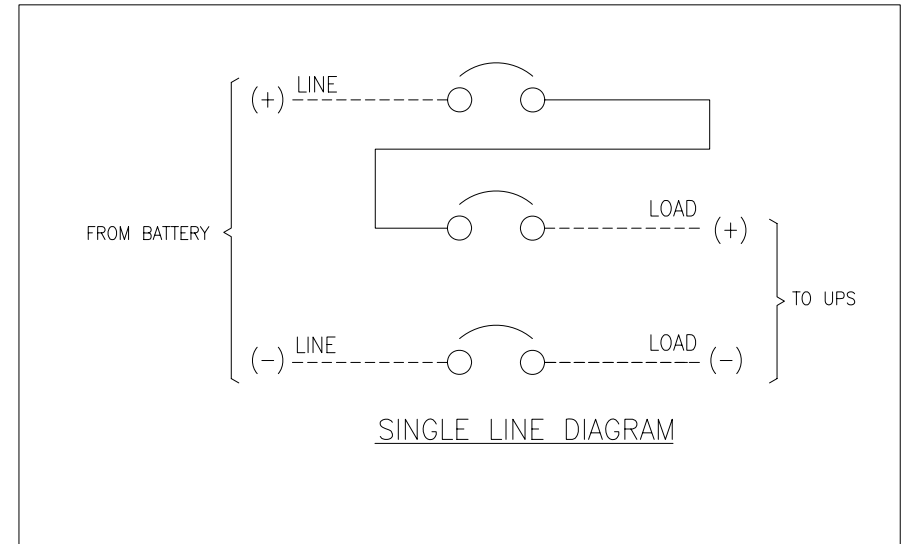 (+) LINE
LOAD (+)
FROM BATTERY
TO UPS
(-) LINE LOAD (-)
SINGLE LINE DIAGRAM